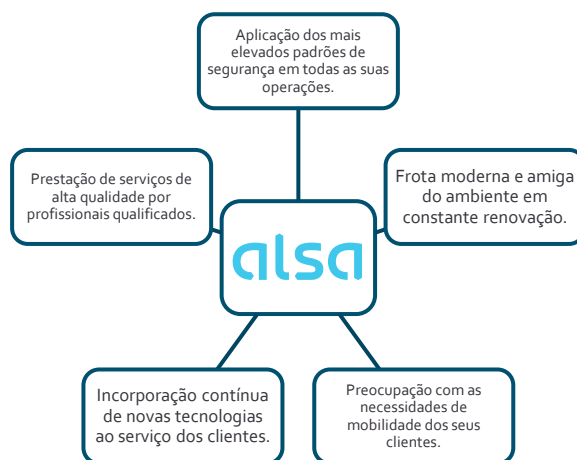 Aplicação dos mais
elevados padrões de
segurança em todas as suas
operações.
Prestação de serviços de
alta qualidade por
profissionais qualificados.
Frota moderna e amiga
do ambiente em
constante renovação.
alsa
Incorporação contínua
de novas tecnologias
ao serviço dos clientes.
Preocupação com as
necessidades de
mobilidade dos seus
clientes.